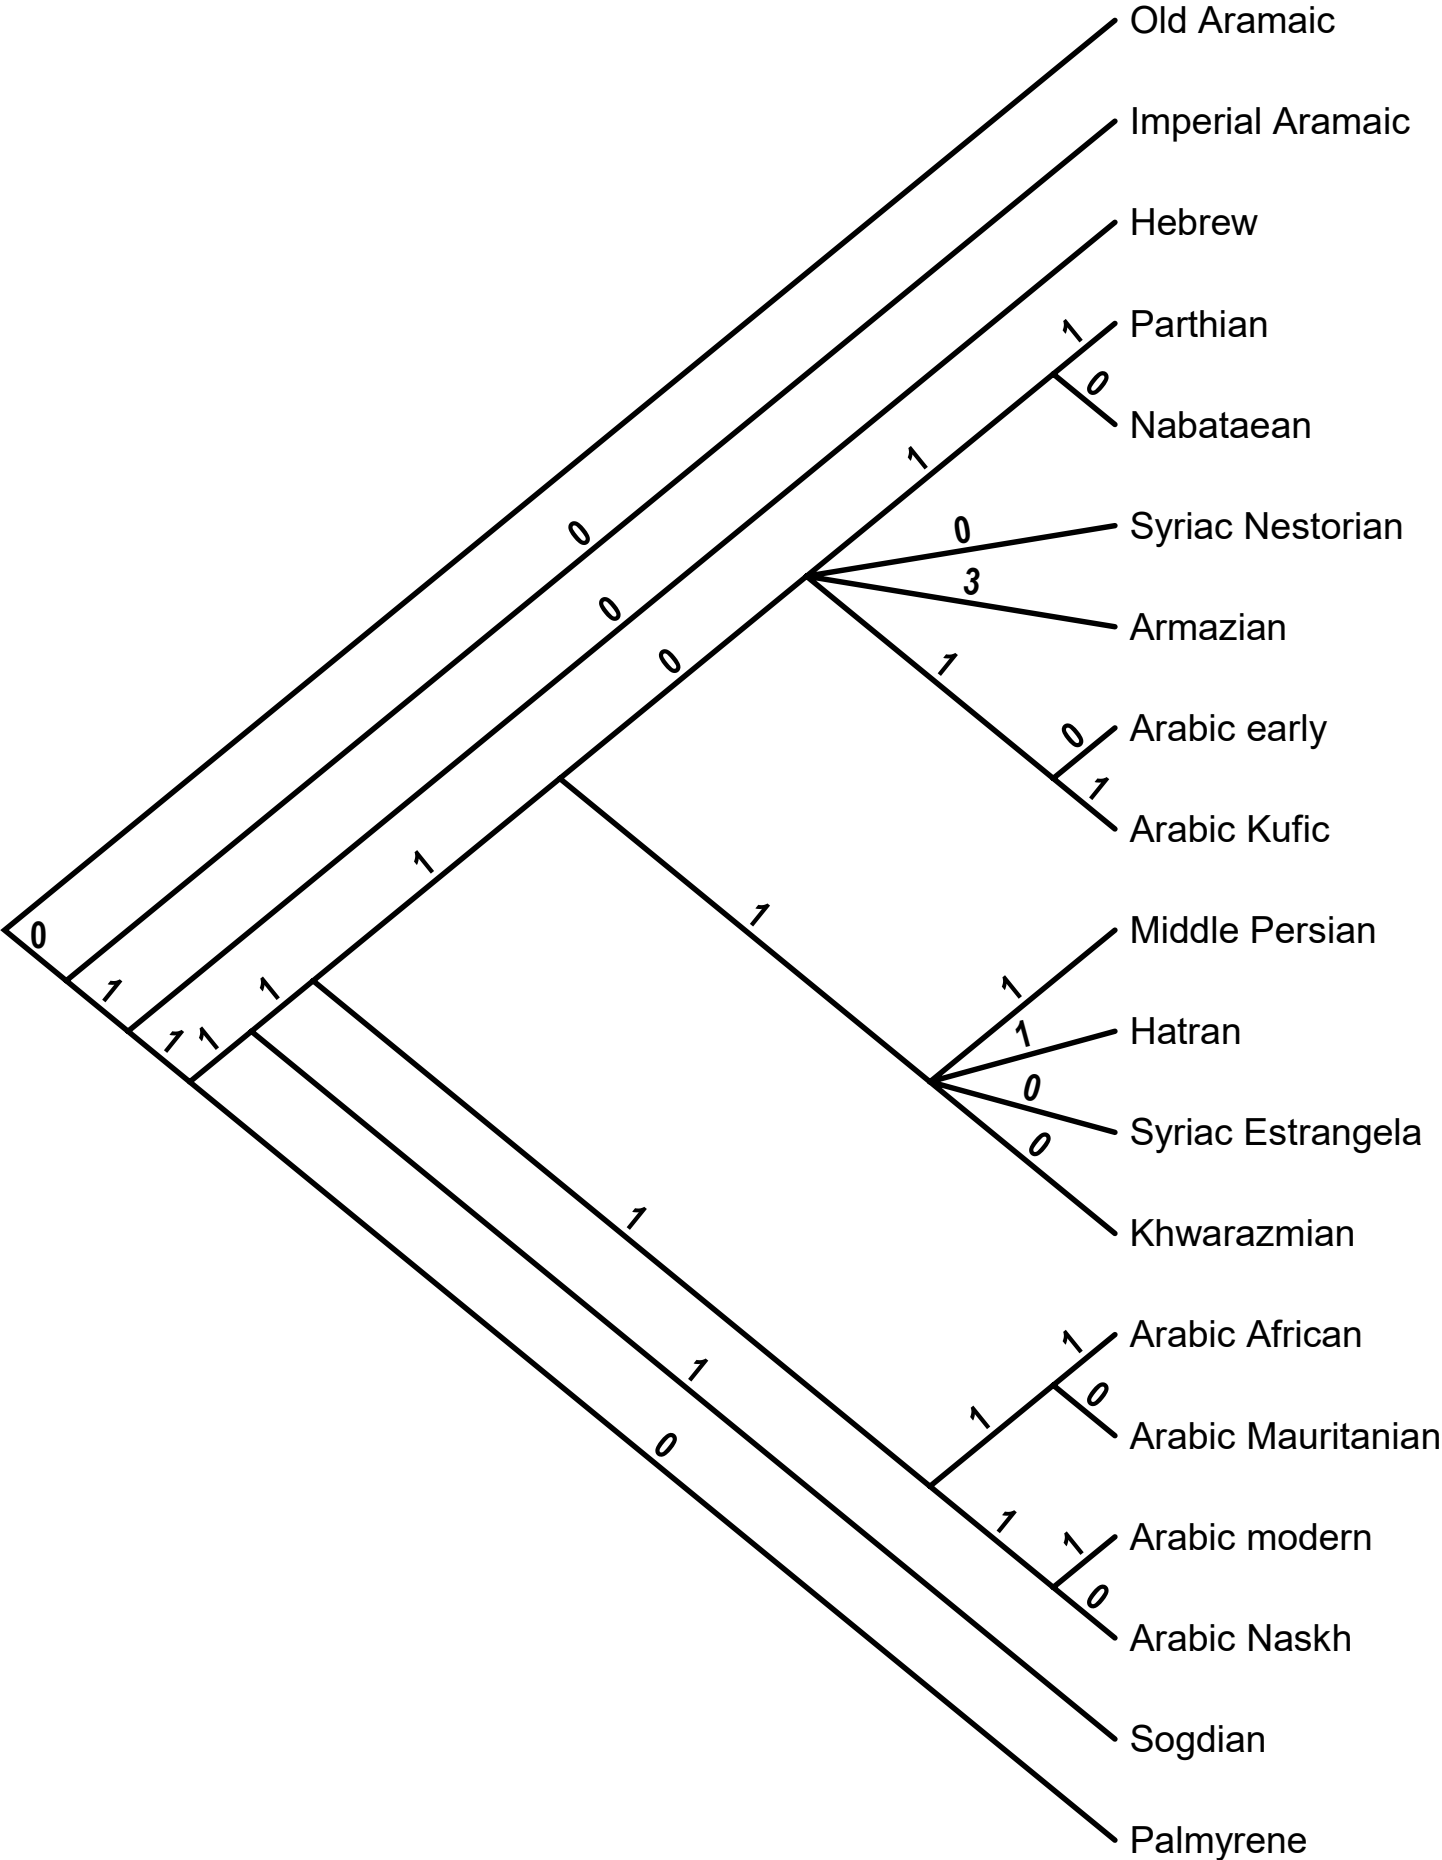 Old Aramaic
Imperial Aramaic
Hebrew
1
Parthian
0
Nabataean
1
0
Syriac Nestorian
0
3
Armazian
0
0
1
Arabic early
0
1
Arabic Kufic
1
1
Middle Persian
0
1
1
1
Hatran
1
1
0
Syriac Estrangela
0
Khwarazmian
1
1
Arabic African
1
0
1
Arabic Mauritanian
0
1
1
Arabic modern
0
Arabic Naskh
Sogdian
Palmyrene